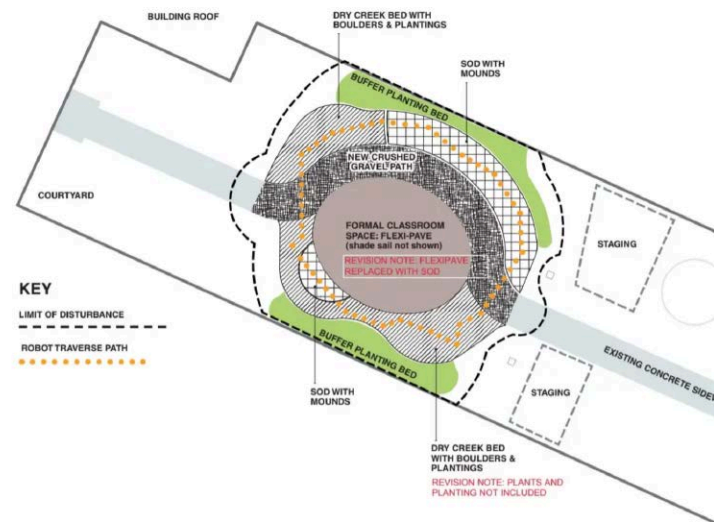 BUILDING ROOF
DRY CREEK BED WITH
BOULDERS & PLANTINGS
SOD WITH
MOUNDS
BUFFER PLANTING BED
NEW CRUSHED
GRAVEL PATH
COURTYARD
FORMAL CLASSROOM
SPACE: FLEXI-PAVE
(shade sail not shown)
REVISION NOTE: FLEXIPAVE
REPLACED WITH SOD
STAGING
KEY
LIMIT OF DISTURBANCE
ROBOT TRAVERSE PATH
BUFFER PLANTING BED
EXISTING CONCRETE SIDEW
STAGING
SOD WITH
MOUNDS
DRY CREEK BED
WITH BOULDERS &
PLANTINGS
REVISION NOTE: PLANTS AND
PLANTING NOT INCLUDED